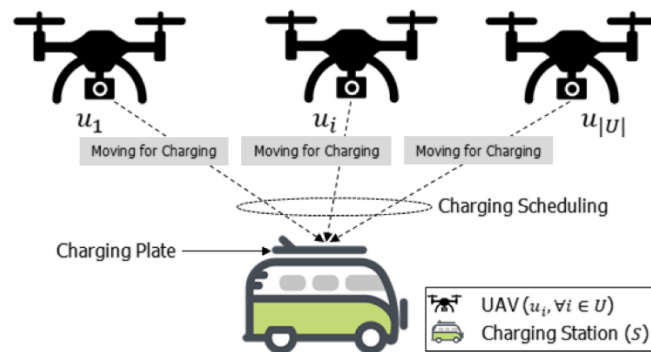 u₁
uᵢ
u|U|
Moving for Charging
Moving for Charging
Moving for Charging
Charging Scheduling
Charging Plate
UAV (uᵢ, ∀i ∈ U)
Charging Station (S)